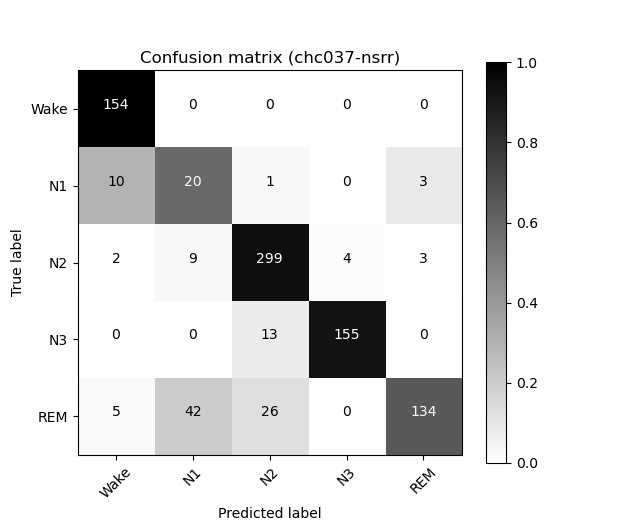 Confusion matrix (chc037-nsrr)
True label
Wake 154 0 0 0 0
N1 10 20 1 0 3
N2 2 9 299 4 3
N3 0 0 13 155 0
REM 5 42 26 0 134
Wake N1 N2 N3 REM
Predicted label
1.0
0.8
0.6
0.4
0.2
0.0